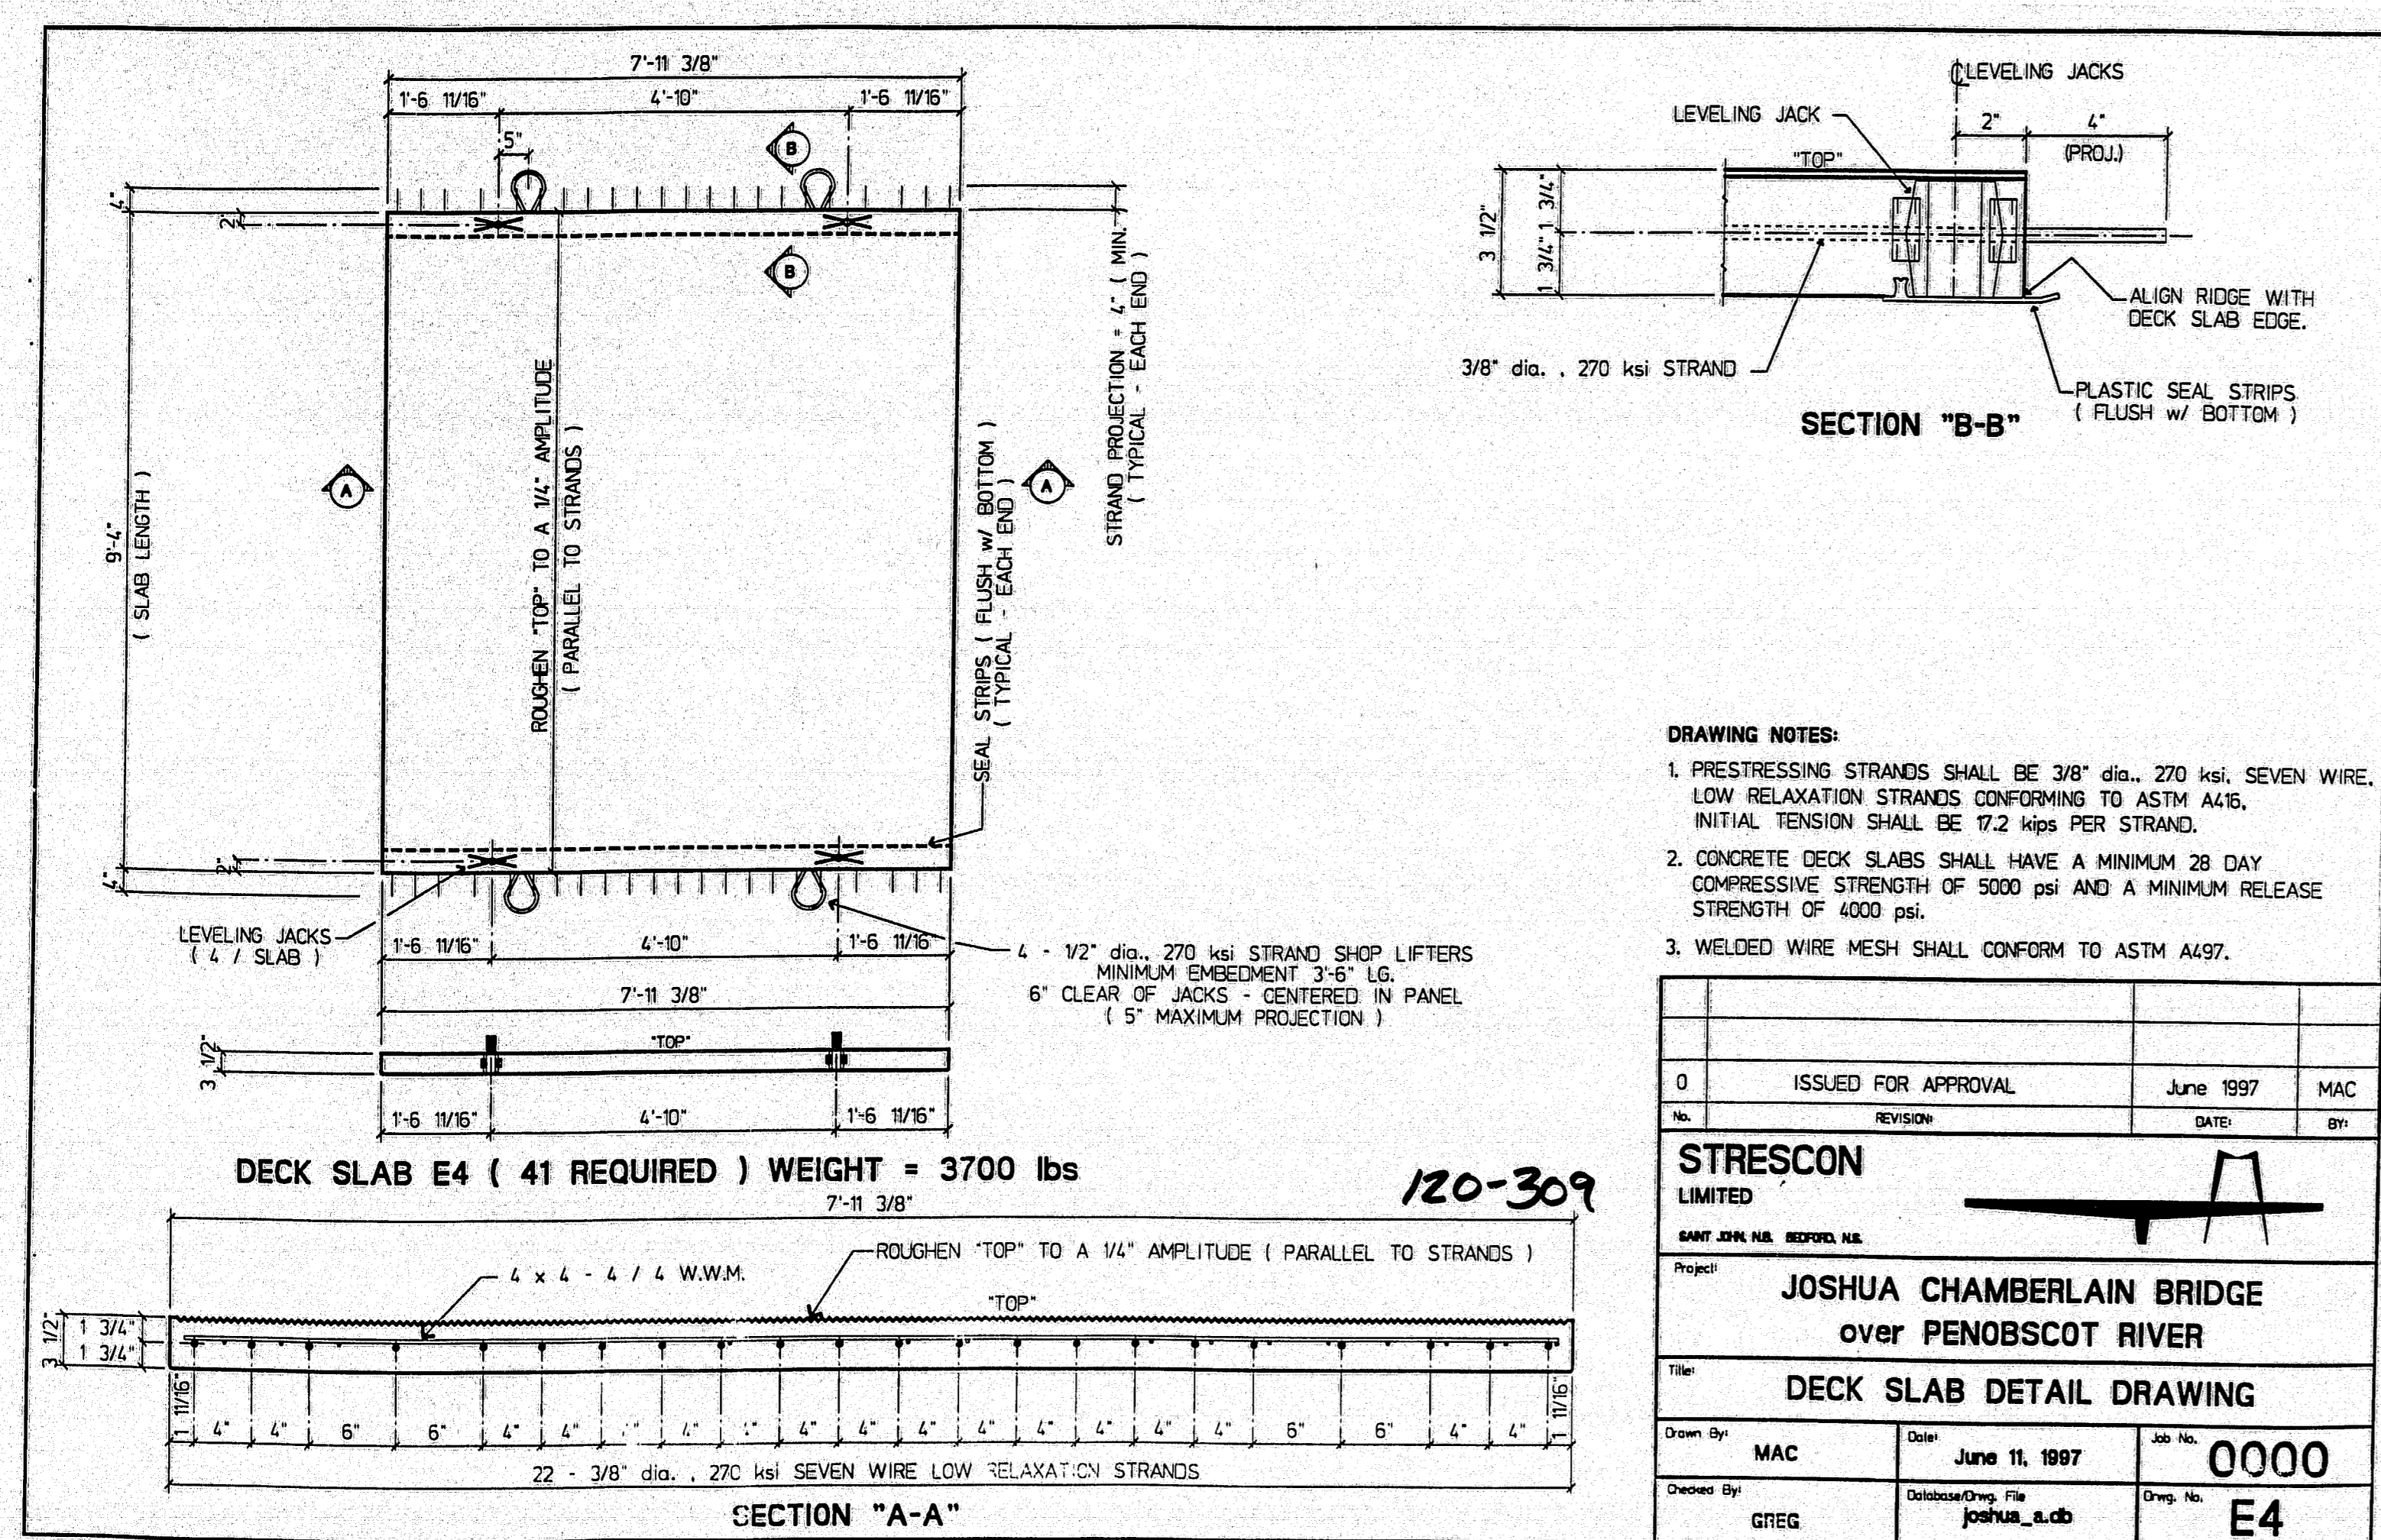 7'-11 3/8"
1'-6 11/16" 4'-10" 1'-6 11/16"
5"
B
4"
2"
B
9'-4"
( SLAB LENGTH )
A
ROUGHEN "TOP" TO A 1/4" AMPLITUDE
( PARALLEL TO STRANDS )
SEAL STRIPS ( FLUSH w/ BOTTOM )
( TYPICAL - EACH END )
A
STRAND PROJECTION = 4" ( MIN. )
( TYPICAL - EACH END )
2"
4"
LEVELING JACKS
( 4 / SLAB )
1'-6 11/16" 4'-10" 1'-6 11/16"
4 - 1/2" dia., 270 ksi STRAND SHOP LIFTERS
MINIMUM EMBEDMENT 3'-6" LG.
6" CLEAR OF JACKS - CENTERED IN PANEL
( 5" MAXIMUM PROJECTION )
7'-11 3/8"
3 1/2"
"TOP"
1'-6 11/16" 4'-10" 1'-6 11/16"
DECK SLAB E4 ( 41 REQUIRED ) WEIGHT = 3700 lbs
120-309
7'-11 3/8"
ROUGHEN "TOP" TO A 1/4" AMPLITUDE ( PARALLEL TO STRANDS )
4 x 4 - 4 / 4 W.W.M.
"TOP"
3 1/2"
1 3/4"
1 3/4"
1 11/16" 4" 4" 6" 6" 4" 4" 4" 4" 4" 4" 4" 4" 4" 4" 4" 6" 6" 4" 4" 1 11/16"
22 - 3/8" dia. , 270 ksi SEVEN WIRE LOW RELAXATION STRANDS
SECTION "A-A"
℄ LEVELING JACKS
LEVELING JACK
2" 4"
(PROJ.)
"TOP"
3 1/2"
1 3/4" 1 3/4"
ALIGN RIDGE WITH
DECK SLAB EDGE.
3/8" dia. , 270 ksi STRAND
PLASTIC SEAL STRIPS
( FLUSH w/ BOTTOM )
SECTION "B-B"
DRAWING NOTES:
1. PRESTRESSING STRANDS SHALL BE 3/8" dia., 270 ksi, SEVEN WIRE,
LOW RELAXATION STRANDS CONFORMING TO ASTM A416.
INITIAL TENSION SHALL BE 17.2 kips PER STRAND.
2. CONCRETE DECK SLABS SHALL HAVE A MINIMUM 28 DAY
COMPRESSIVE STRENGTH OF 5000 psi AND A MINIMUM RELEASE
STRENGTH OF 4000 psi.
3. WELDED WIRE MESH SHALL CONFORM TO ASTM A497.
0 ISSUED FOR APPROVAL June 1997 MAC
No. REVISION: DATE: BY:
STRESCON
LIMITED
SAINT JOHN, N.B. BEDFORD, N.S.
Project:
JOSHUA CHAMBERLAIN BRIDGE
over PENOBSCOT RIVER
Title:
DECK SLAB DETAIL DRAWING
Drawn By: MAC
Date: June 11, 1997
Job No. 0000
Checked By: GREG
Database/Drwg. File joshua_a.db
Drwg. No. E4